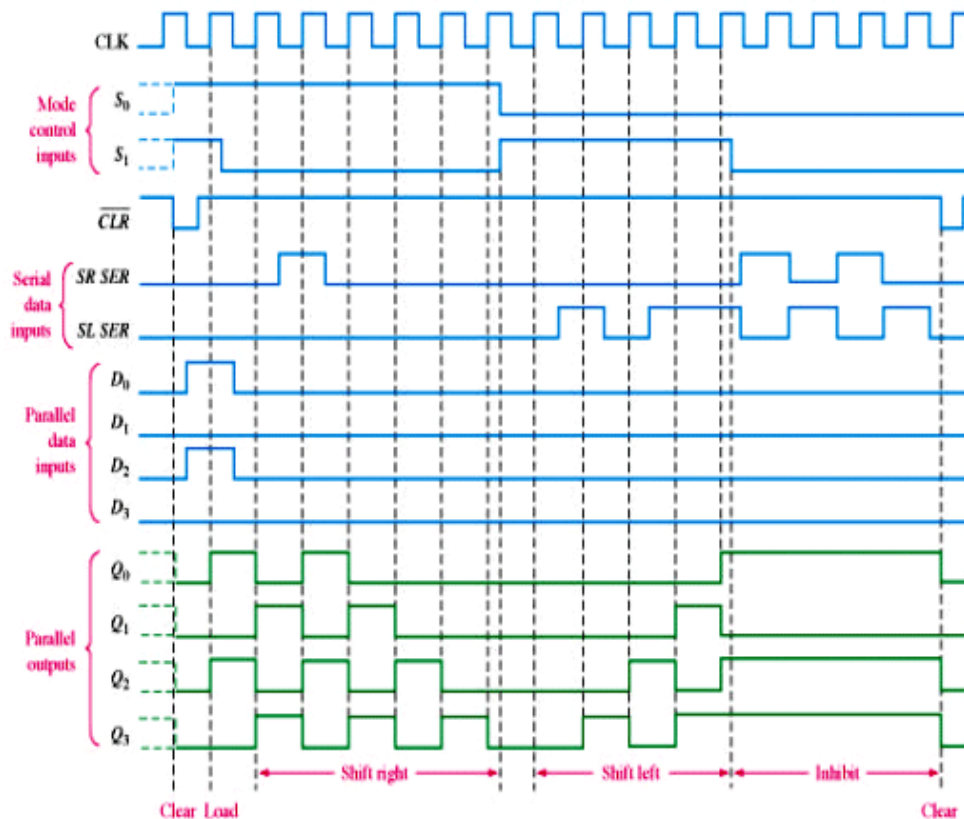 CLK
Mode
control
inputs
S₀
S₁
C̅L̅R̅
Serial
data
inputs
SR SER
SL SER
Parallel
data
inputs
D₀
D₁
D₂
D₃
Parallel
outputs
Q₀
Q₁
Q₂
Q₃
Shift right
Shift left
Inhibit
Clear
Load
Clear